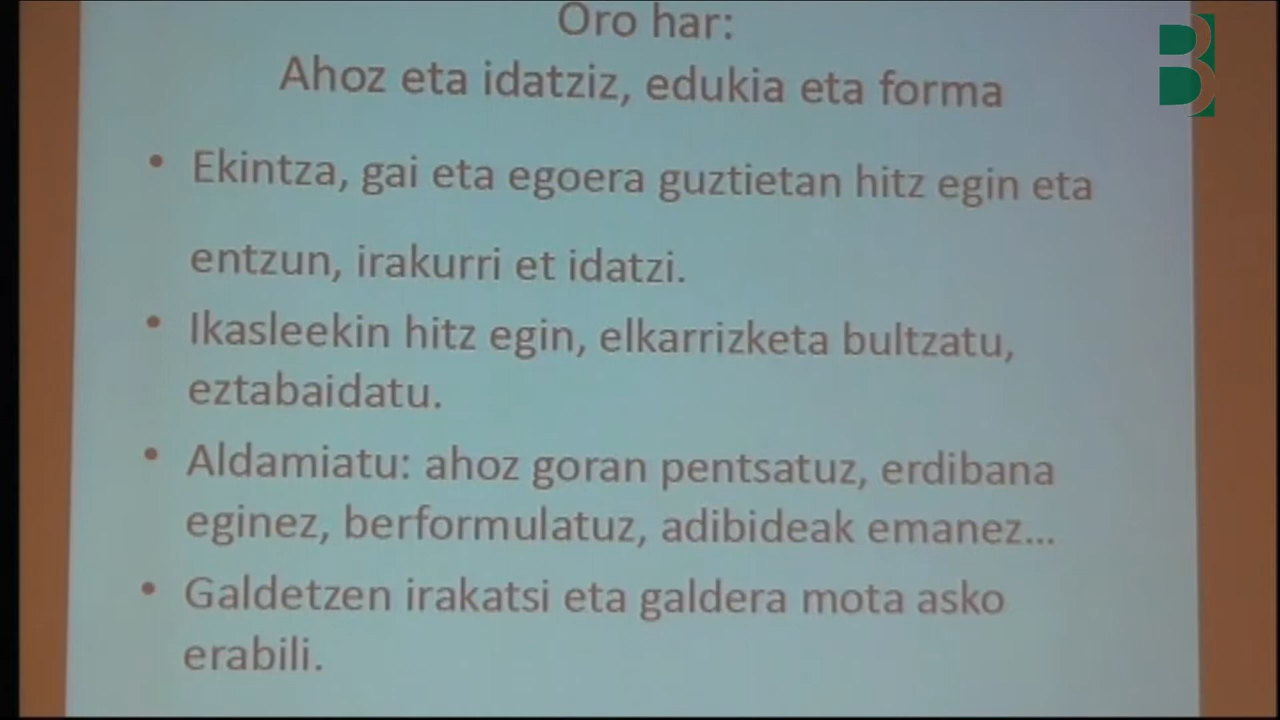 Oro har:
Ahoz eta idatziz, edukia eta forma
• Ekintza, gai eta egoera guztietan hitz egin eta
entzun, irakurri et idatzi.
• Ikasleekin hitz egin, elkarrizketa bultzatu,
eztabaidatu.
• Aldamiatu: ahoz goran pentsatuz, erdibana
eginez, berformulatuz, adibideak emanez...
• Galdetzen irakatsi eta galdera mota asko
erabili.
B